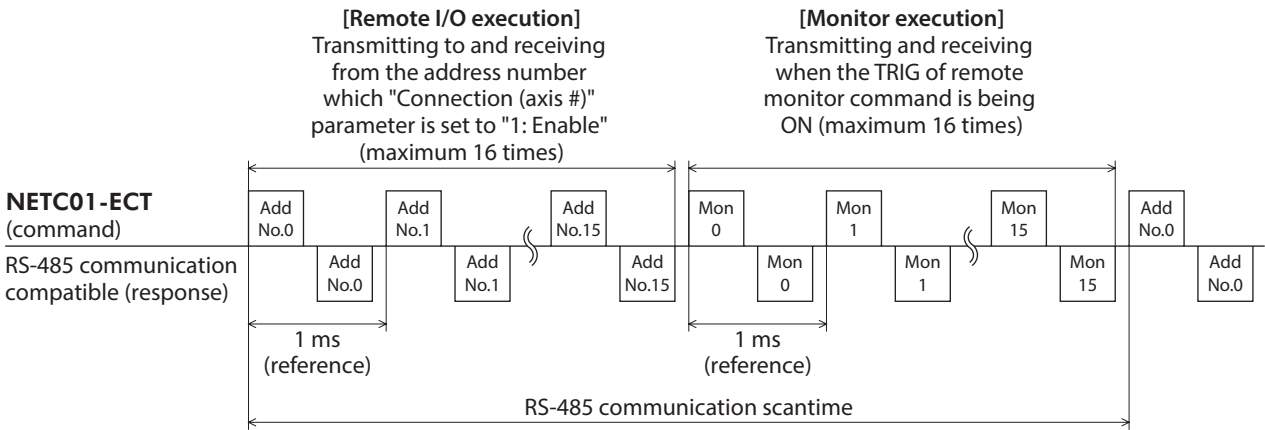 [Remote I/O execution]
Transmitting to and receiving
from the address number
which "Connection (axis #)"
parameter is set to "1: Enable"
(maximum 16 times)
[Monitor execution]
Transmitting and receiving
when the TRIG of remote
monitor command is being
ON (maximum 16 times)
NETC01-ECT
(command)
Add
No.0
Add
No.1
Add
No.15
Mon
0
Mon
1
Mon
15
Add
No.0
RS-485 communication
compatible (response)
Add
No.0
Add
No.1
Add
No.15
Mon
0
Mon
1
Mon
15
Add
No.0
1 ms
(reference)
1 ms
(reference)
RS-485 communication scantime